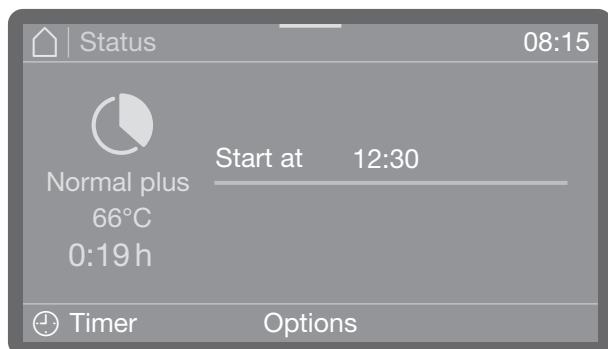 Status 08:15
Start at 12:30
Normal plus
66°C
0:19 h
Timer Options